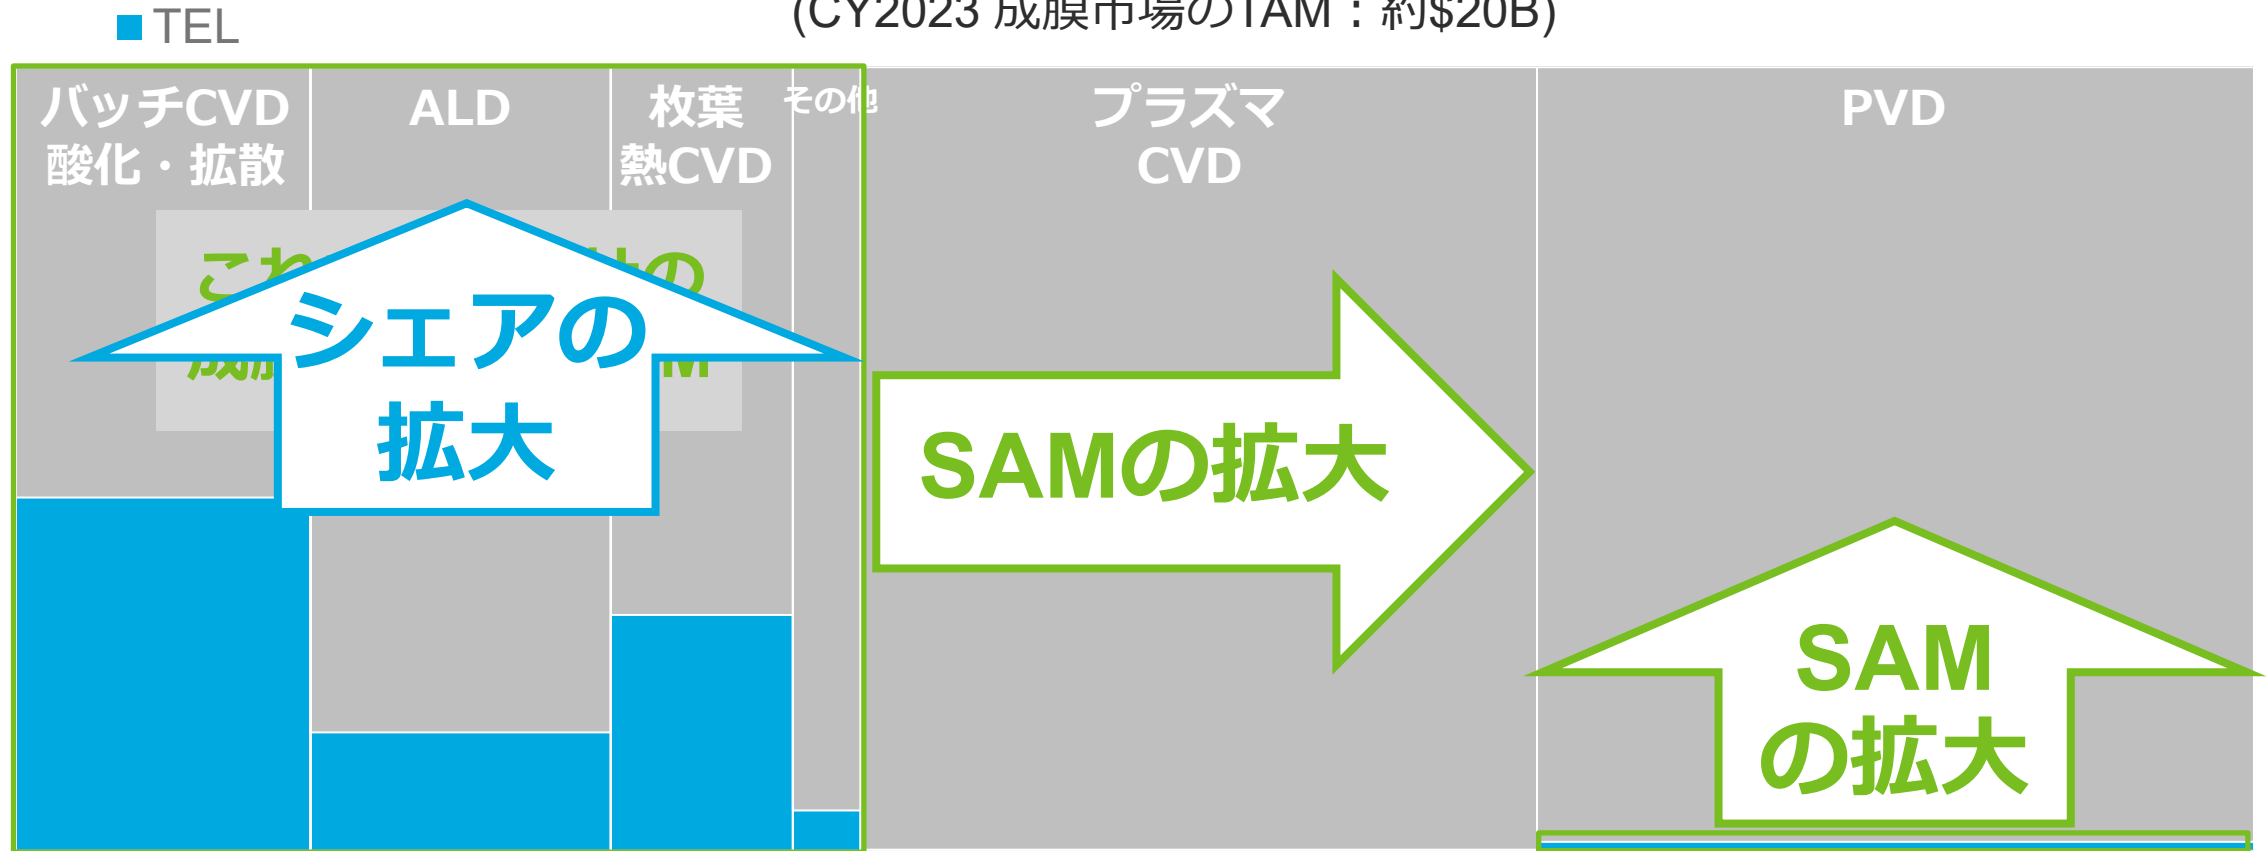 (CY2023 成膜市場のTAM：約$20B)
TEL
バッチCVD
酸化・拡散
ALD
枚葉
熱CVD
その他
プラズマ
CVD
PVD
シェアの
拡大
SAMの拡大
SAM
の拡大